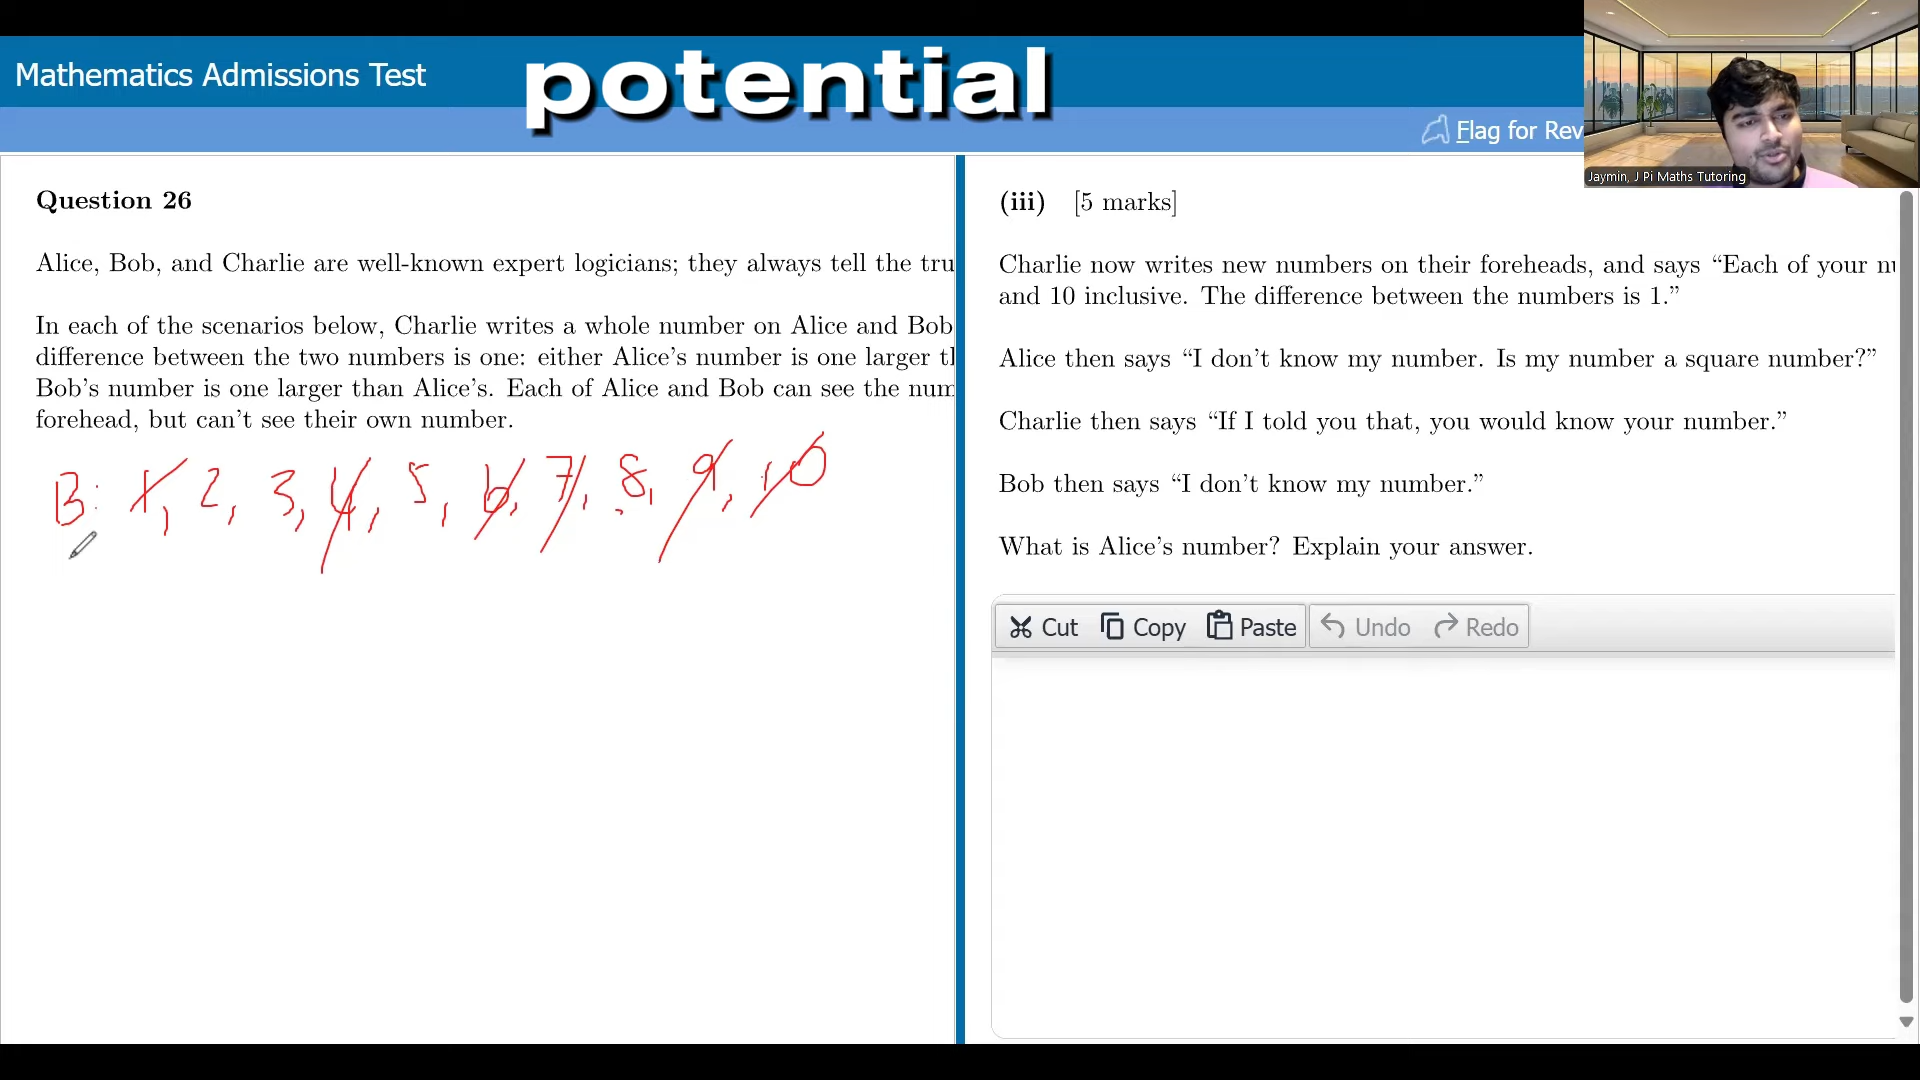 Mathematics Admissions Test
potential
Flag for Rev
Jaymin, J Pi Maths Tutoring
Question 26
Alice, Bob, and Charlie are well-known expert logicians; they always tell the tru
In each of the scenarios below, Charlie writes a whole number on Alice and Bob
difference between the two numbers is one: either Alice's number is one larger t
Bob's number is one larger than Alice's. Each of Alice and Bob can see the num
forehead, but can't see their own number.
B: 1, 2, 3, 4, 5, 6, 7, 8, 9, 10
(iii) [5 marks]
Charlie now writes new numbers on their foreheads, and says “Each of your nu
and 10 inclusive. The difference between the numbers is 1.”
Alice then says “I don't know my number. Is my number a square number?”
Charlie then says “If I told you that, you would know your number.”
Bob then says “I don't know my number.”
What is Alice's number? Explain your answer.
Cut Copy Paste Undo Redo